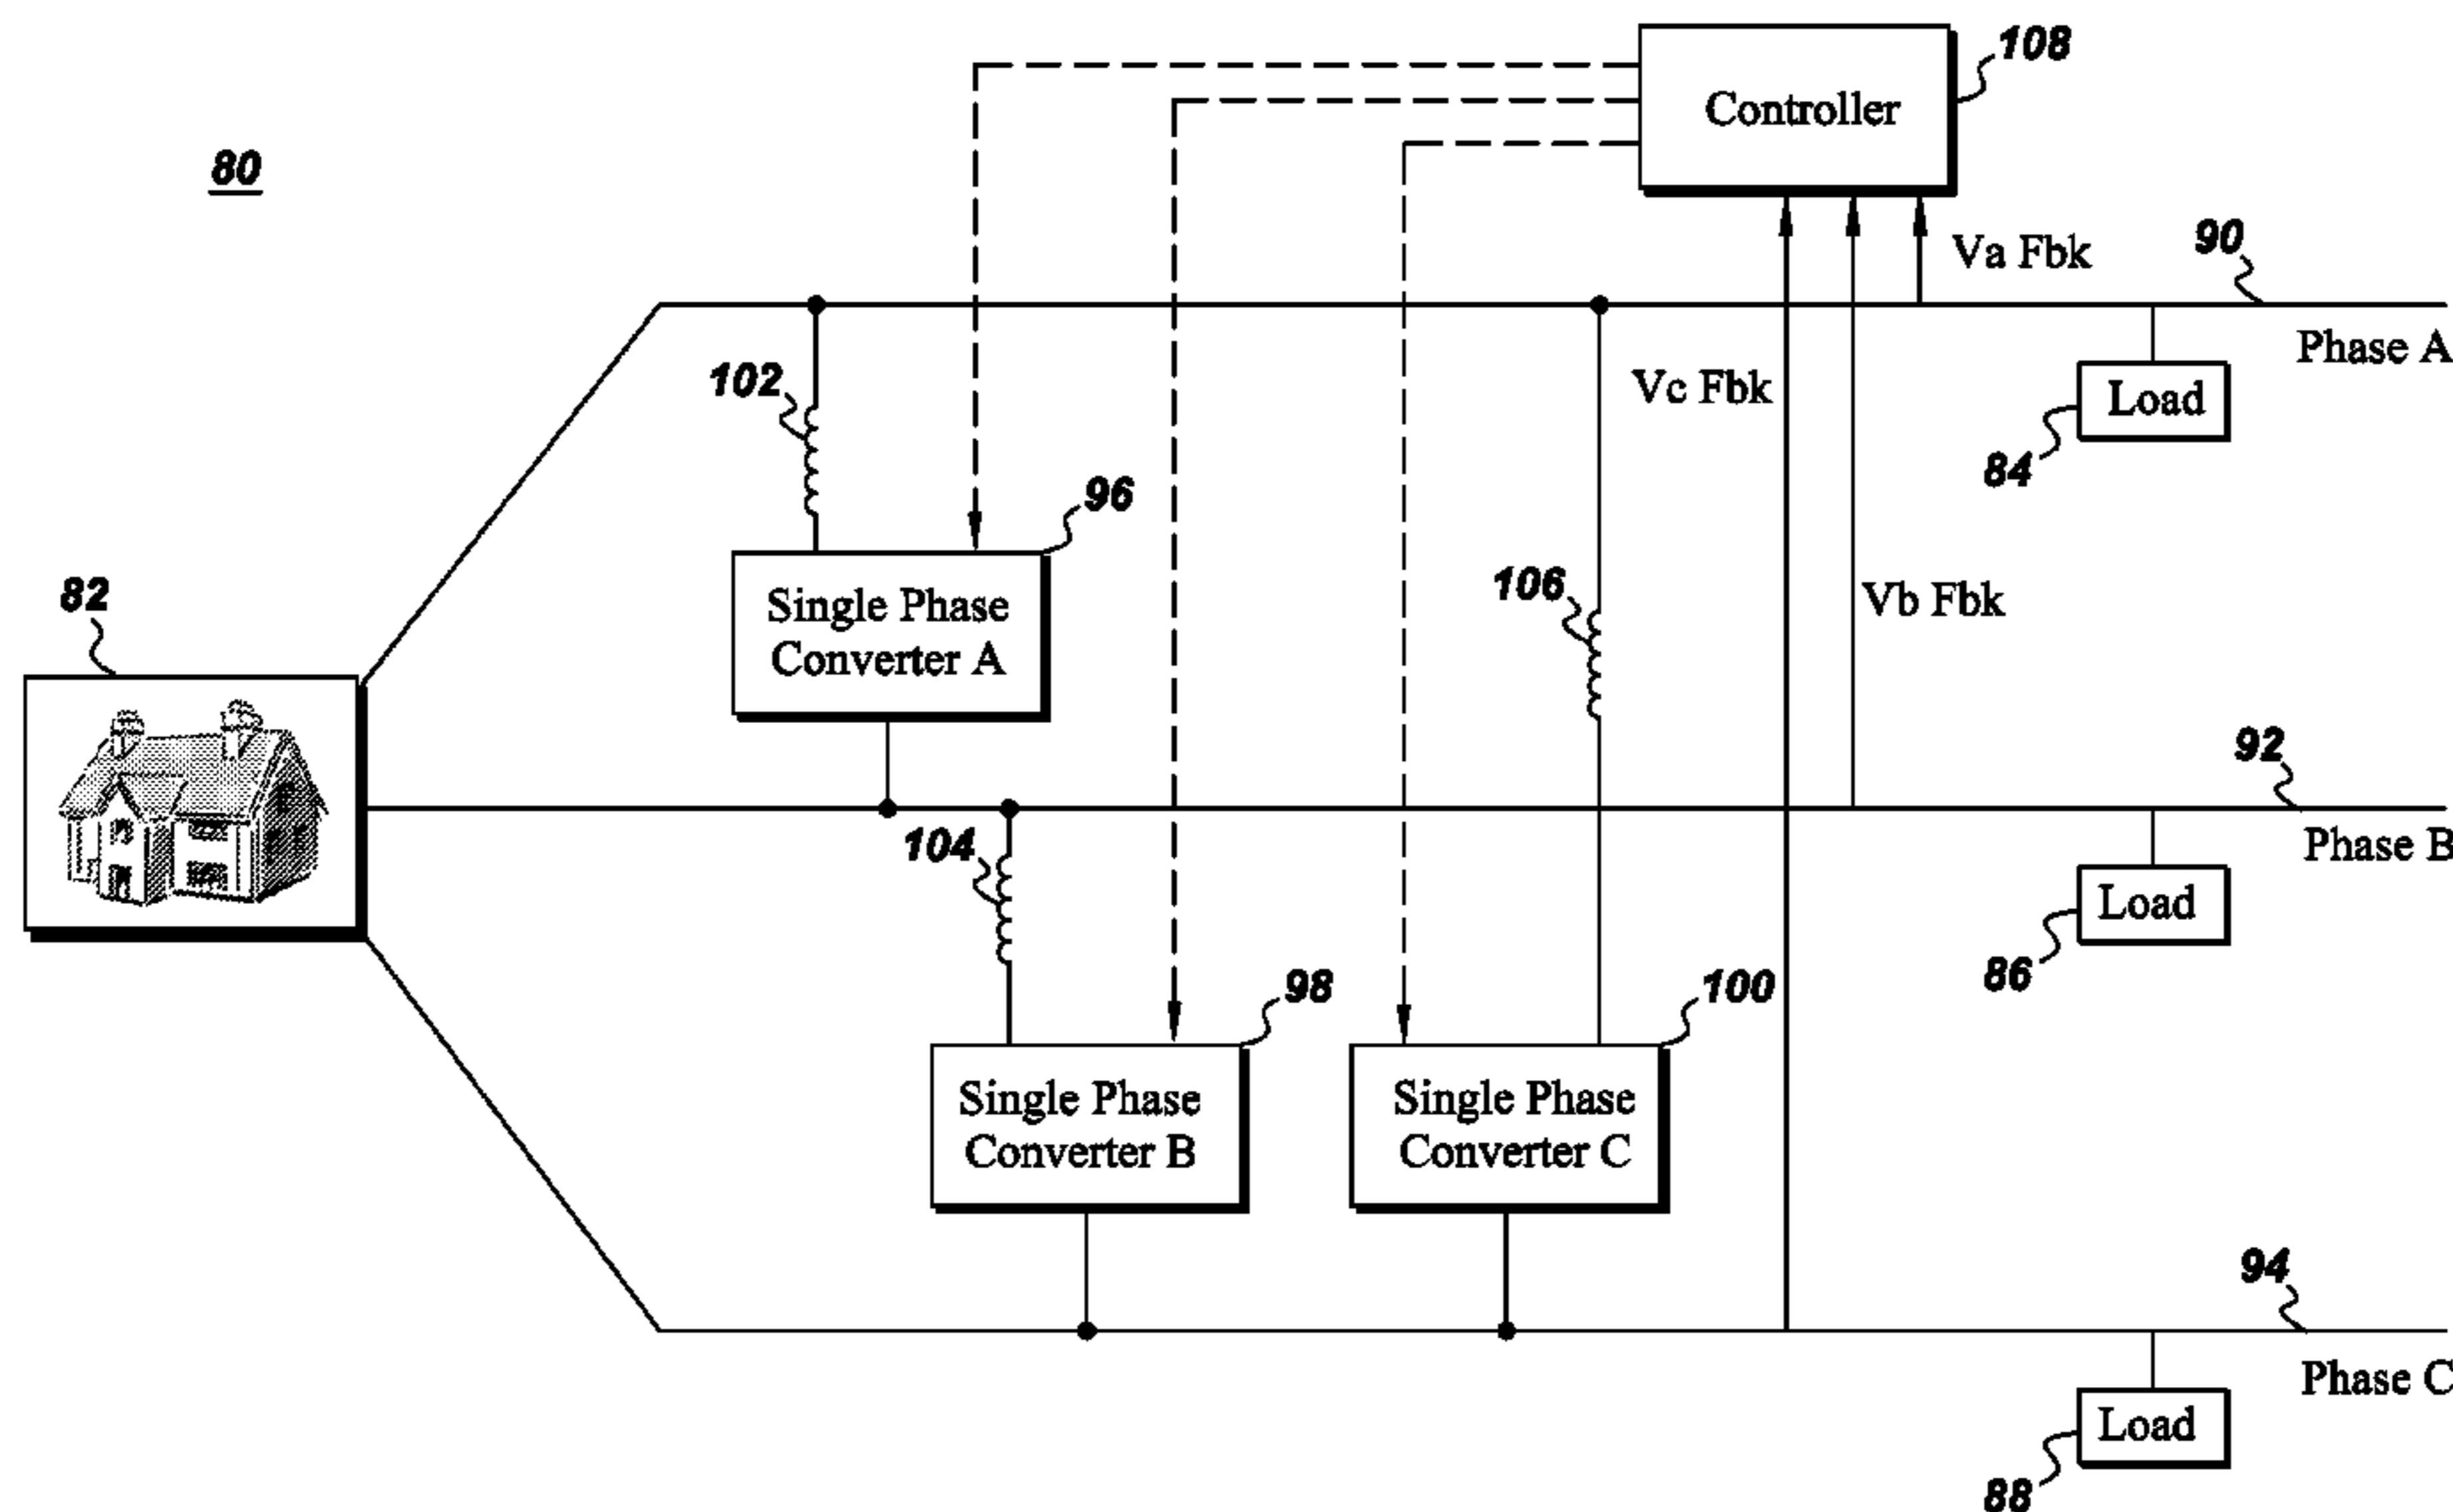 108
Controller
80
Va Fbk
90
Phase A
102
Vc Fbk
Load
84
96
Single Phase
Converter A
106
Vb Fbk
82
92
Phase B
104
Load
86
98
100
Single Phase
Converter B
Single Phase
Converter C
94
Phase C
Load
88